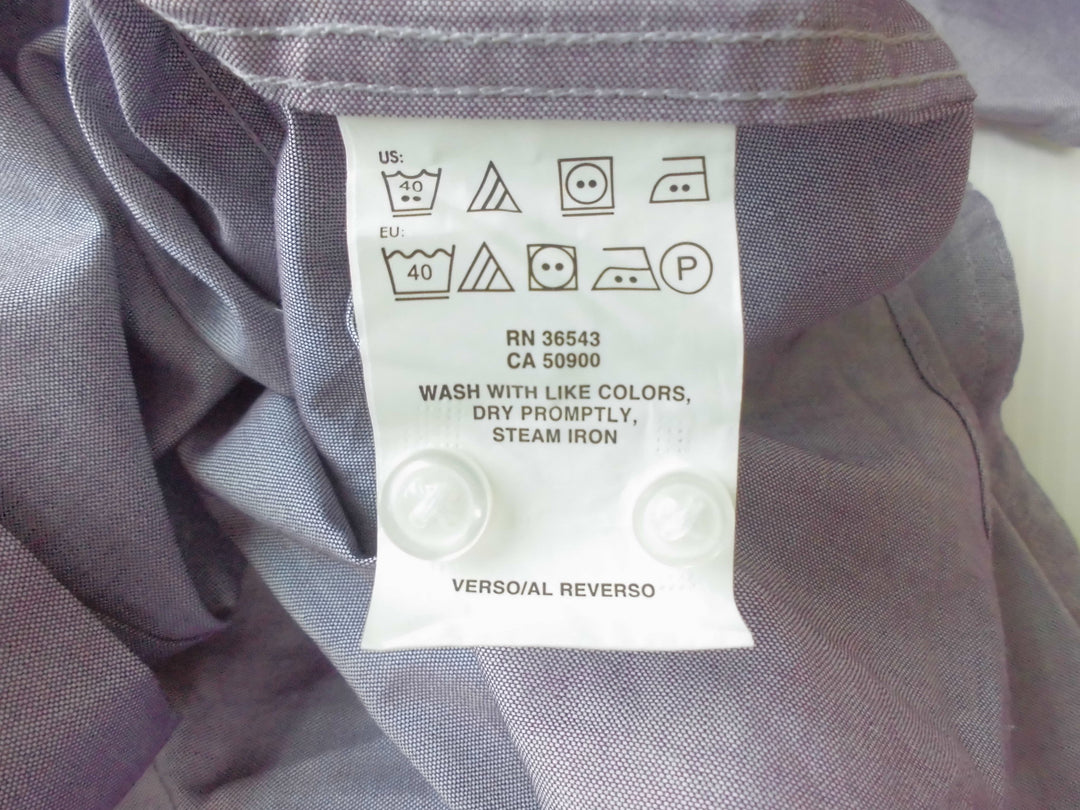 US:
40
EU:
40
P
RN 36543
CA 50900
WASH WITH LIKE COLORS,
DRY PROMPTLY,
STEAM IRON
VERSO/AL REVERSO